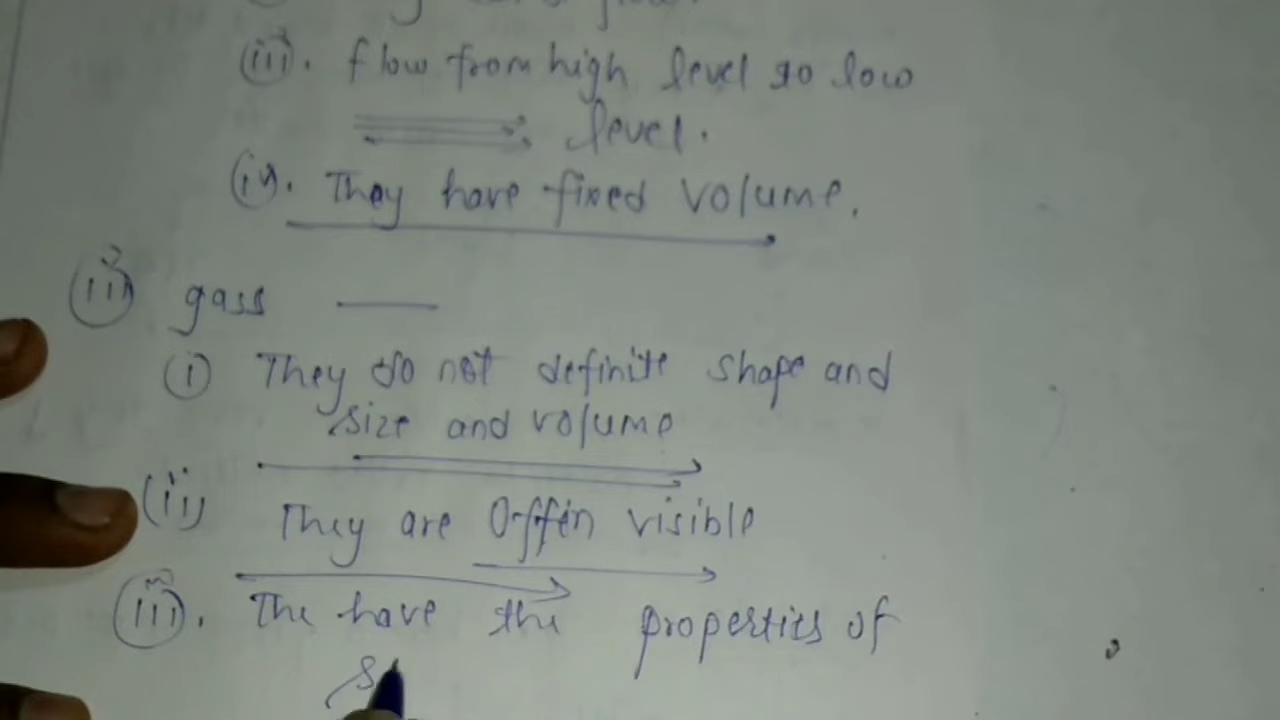 (iii). flow from high level to low
level.
(iv). They have fixed volume.
(iii) gass —
(i) They do not definite shape and
size and volume
(ii) They are offin visible
(iii). The have the properties of
s